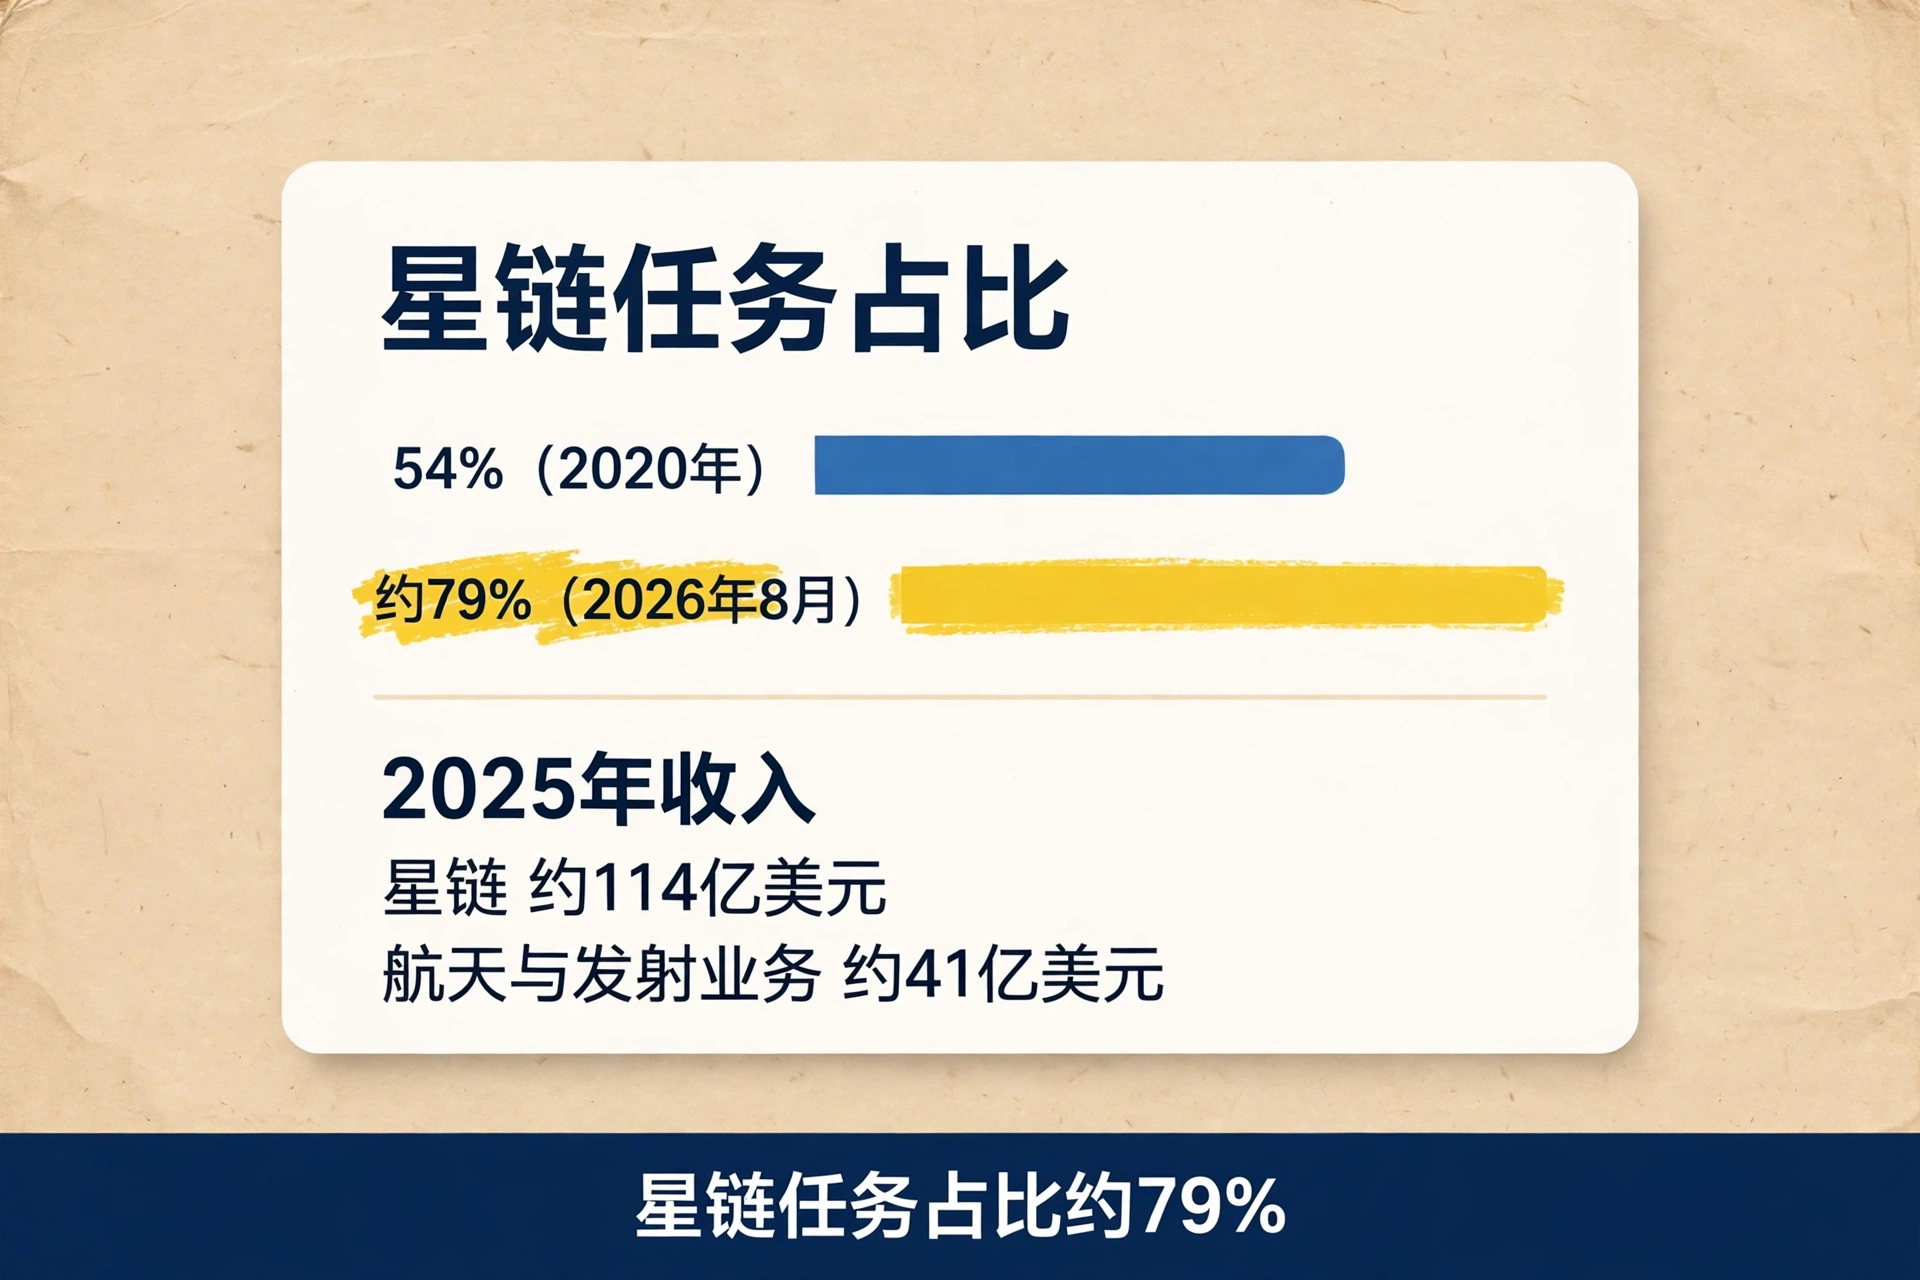 星链任务占比
54%（2020年）
约79%（2026年8月）
2025年收入
星链 约114亿美元
航天与发射业务 约41亿美元
星链任务占比约79%